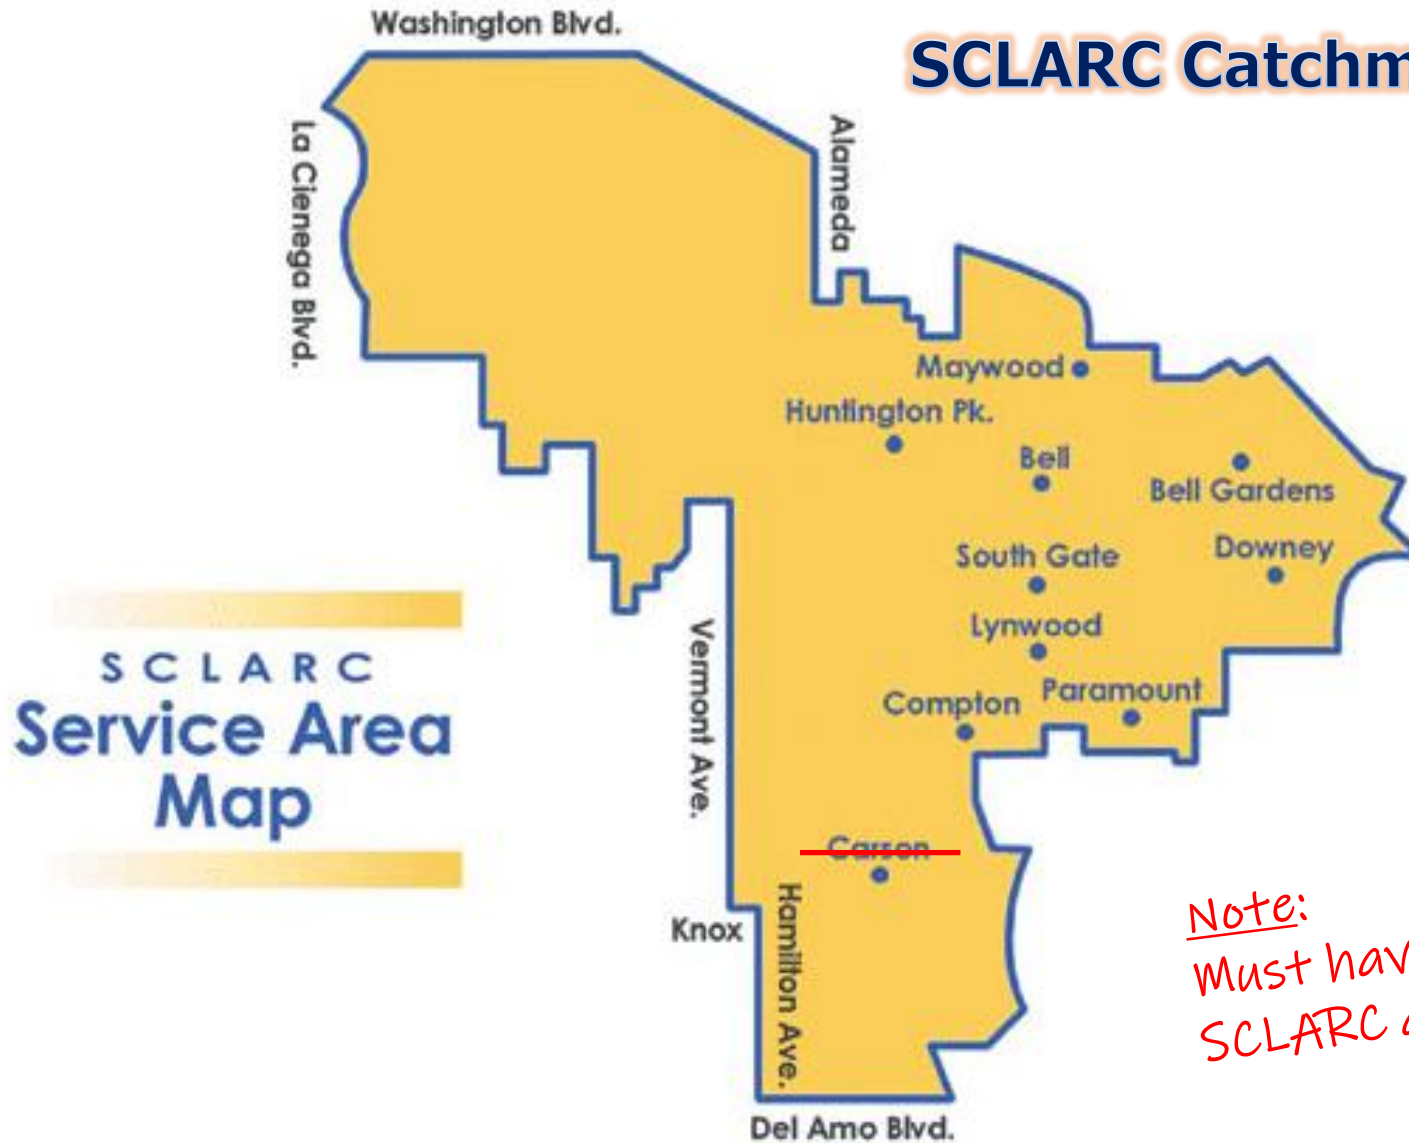 Washington Blvd.
SCLARC Catchm
La Cienega Blvd.
Alameda
Maywood
Huntington Pk.
Bell
Bell Gardens
South Gate
Downey
Lynwood
Vermont Ave.
Compton
Paramount
SCLARC
Service Area
Map
Carson
Knox
Hamilton Ave.
Del Amo Blvd.
Note:
Must hav
SCLARC